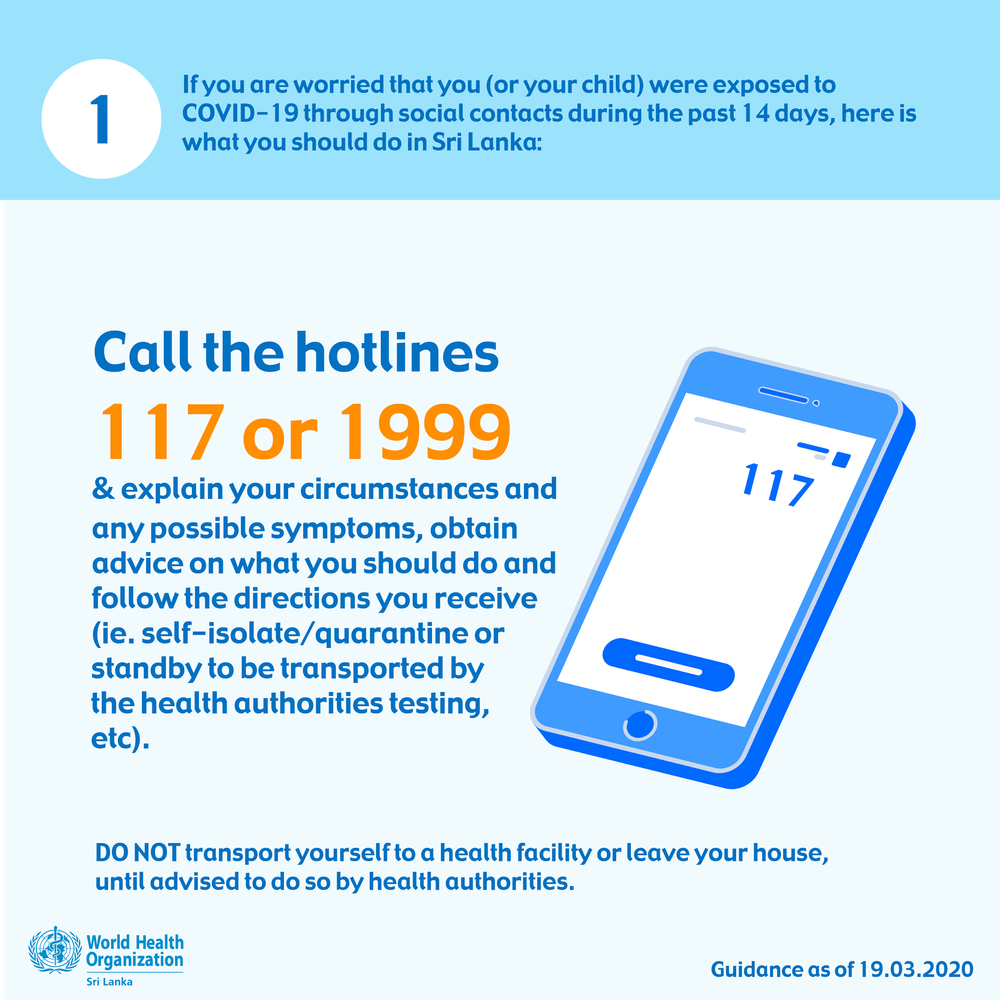 1
If you are worried that you (or your child) were exposed to
COVID-19 through social contacts during the past 14 days, here is
what you should do in Sri Lanka:
Call the hotlines
117 or 1999
& explain your circumstances and
any possible symptoms, obtain
advice on what you should do and
follow the directions you receive
(ie. self-isolate/quarantine or
standby to be transported by
the health authorities testing,
etc).
117
DO NOT transport yourself to a health facility or leave your house,
until advised to do so by health authorities.
World Health
Organization
Sri Lanka
Guidance as of 19.03.2020